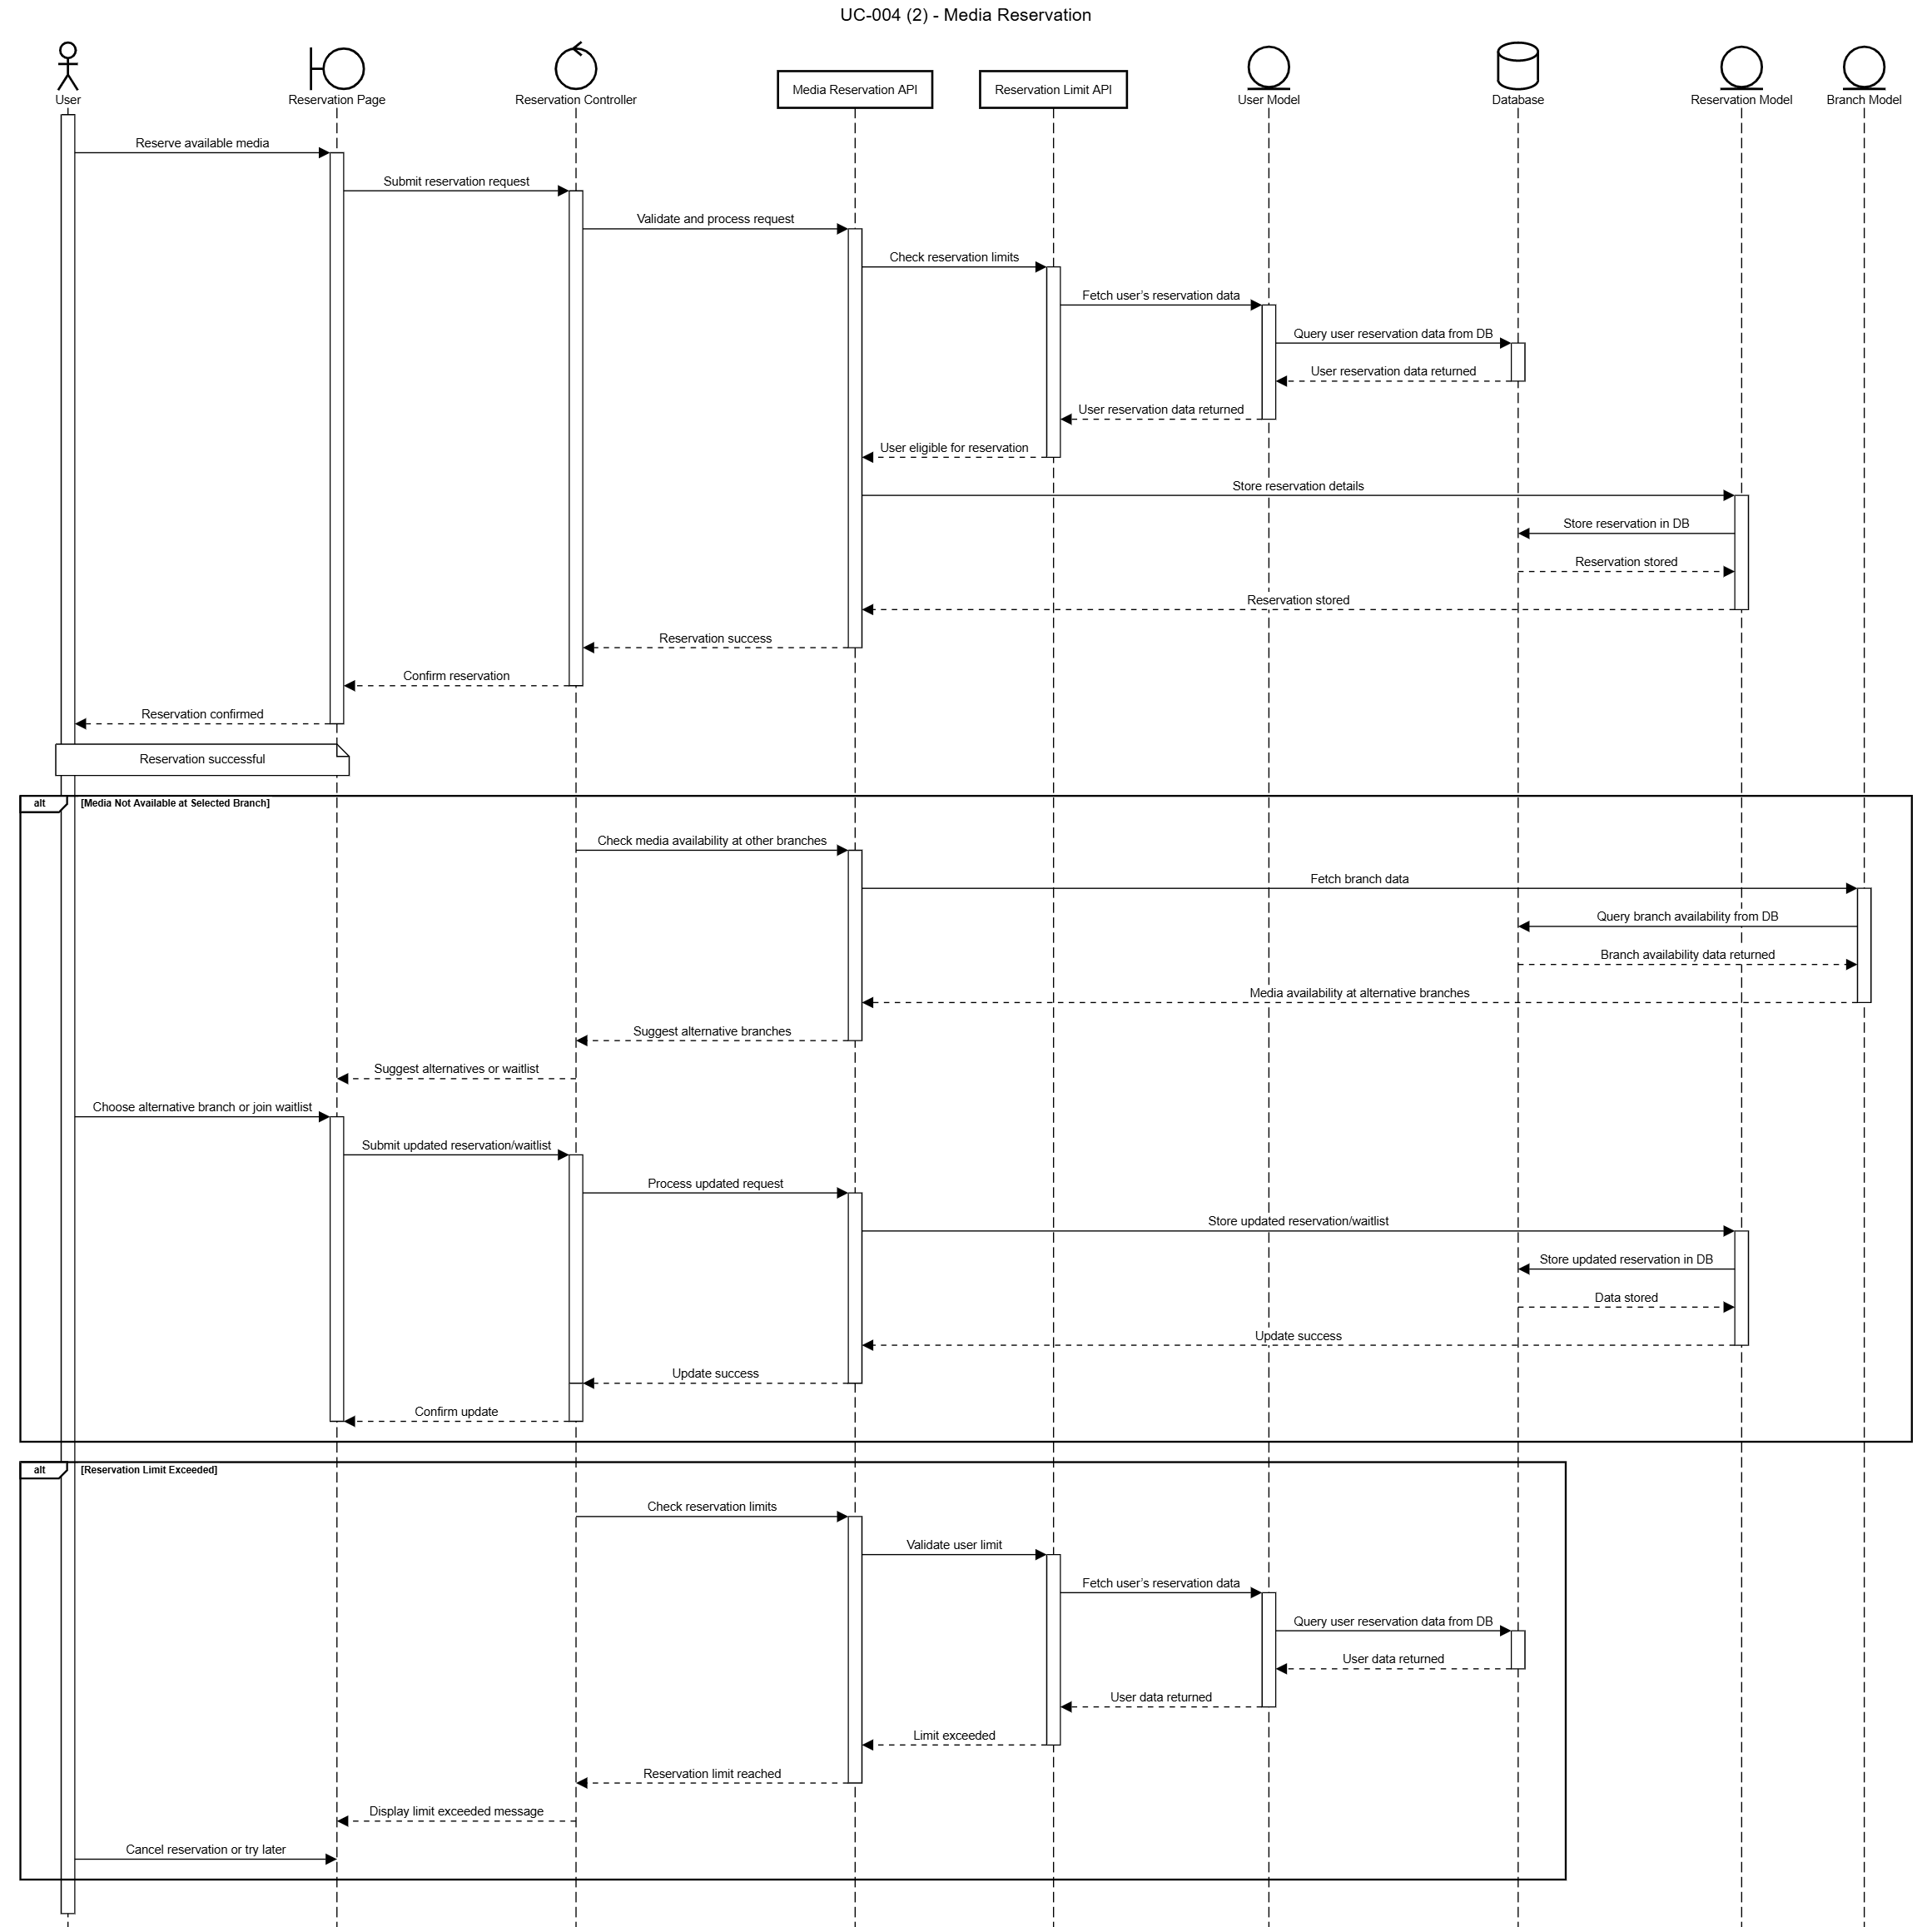 UC-004 (2) - Media Reservation
User
Reservation Page
Reservation Controller
Media Reservation API
Reservation Limit API
User Model
Database
Reservation Model
Branch Model
Reserve available media
Submit reservation request
Validate and process request
Check reservation limits
Fetch user’s reservation data
Query user reservation data from DB
User reservation data returned
User reservation data returned
User eligible for reservation
Store reservation details
Store reservation in DB
Reservation stored
Reservation stored
Reservation success
Confirm reservation
Reservation confirmed
Reservation successful
alt [Media Not Available at Selected Branch]
Check media availability at other branches
Fetch branch data
Query branch availability from DB
Branch availability data returned
Media availability at alternative branches
Suggest alternative branches
Suggest alternatives or waitlist
Choose alternative branch or join waitlist
Submit updated reservation/waitlist
Process updated request
Store updated reservation/waitlist
Store updated reservation in DB
Data stored
Update success
Update success
Confirm update
alt [Reservation Limit Exceeded]
Check reservation limits
Validate user limit
Fetch user’s reservation data
Query user reservation data from DB
User data returned
User data returned
Limit exceeded
Reservation limit reached
Display limit exceeded message
Cancel reservation or try later